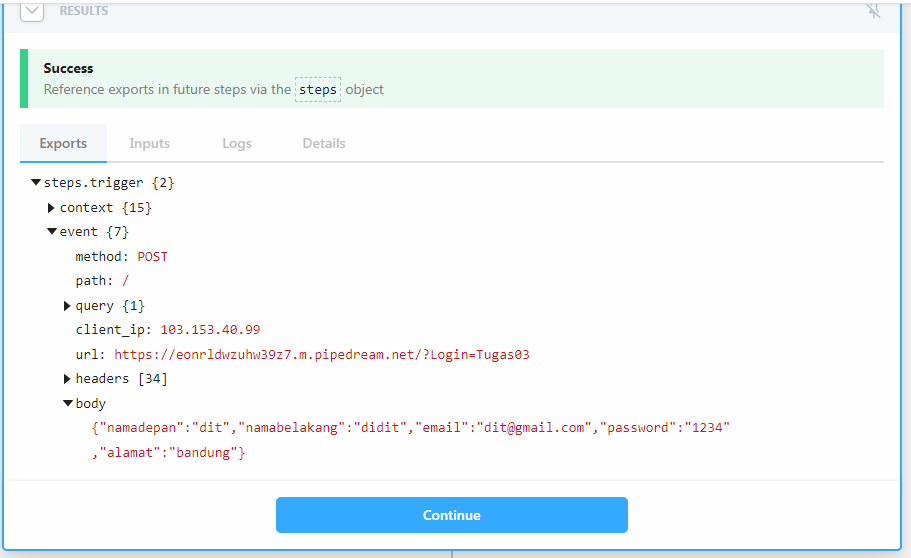 RESULTS
Success
Reference exports in future steps via the steps object
Exports Inputs Logs Details
steps.trigger {2}
context {15}
event {7}
method: POST
path: /
query {1}
client_ip: 103.153.40.99
url: https://eonrldwzuhw39z7.m.pipedream.net/?Login=Tugas03
headers [34]
body
{"namadepan":"dit","namabelakang":"didit","email":"dit@gmail.com","password":"1234"
,"alamat":"bandung"}
Continue